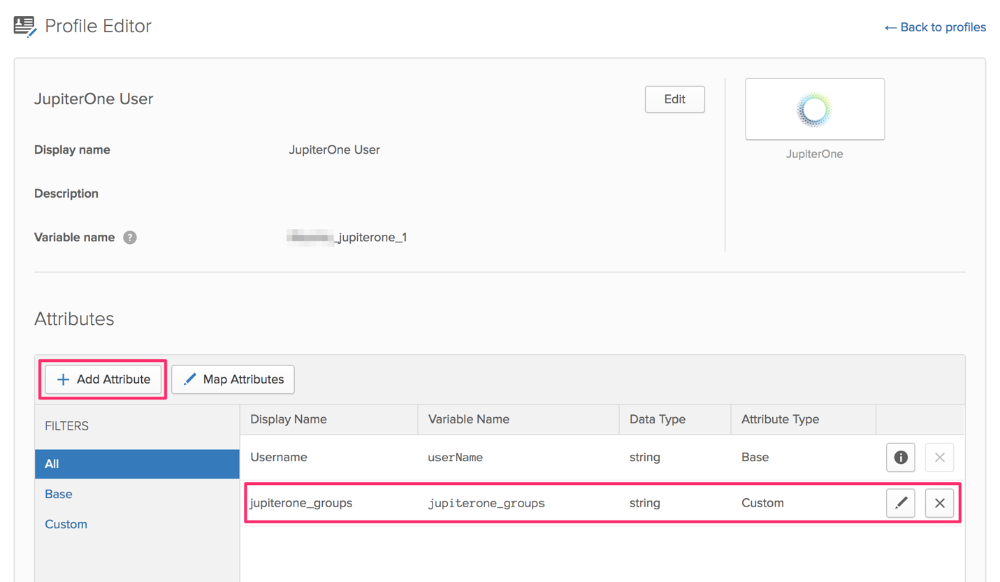 Profile Editor
← Back to profiles
JupiterOne User
Edit
JupiterOne
Display name JupiterOne User
Description
Variable name ? _jupiterone_1
Attributes
+ Add Attribute Map Attributes
FILTERS
All
Base
Custom
Display Name Variable Name Data Type Attribute Type
Username userName string Base
jupiterone_groups jupiterone_groups string Custom